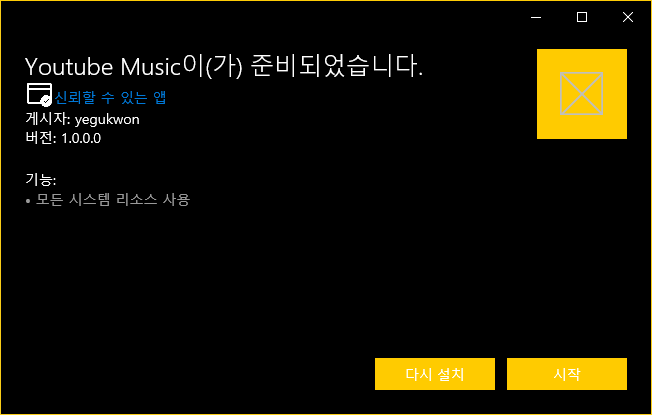 Youtube Music이(가) 준비되었습니다.
신뢰할 수 있는 앱
게시자: yegukwon
버전: 1.0.0.0
기능:
• 모든 시스템 리소스 사용
다시 설치
시작